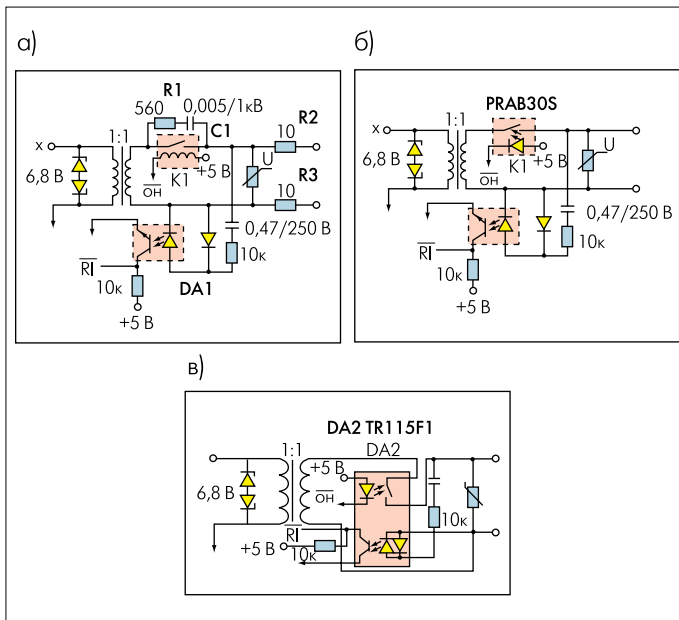 а)
R1
560
0,005/1кВ
C1
R2
1:1
10
x
U
+5 В
6,8 В
OH
K1
R3
10
0,47/250 В
RI
10к
10к
DA1
+5 В
б)
PRAB30S
1:1
x
U
+5 В
6,8 В
OH
K1
0,47/250 В
RI
10к
10к
+5 В
в)
DA2 TR115F1
1:1
DA2
+5 В
6,8 В
OH
10к
RI
+5 В
10к